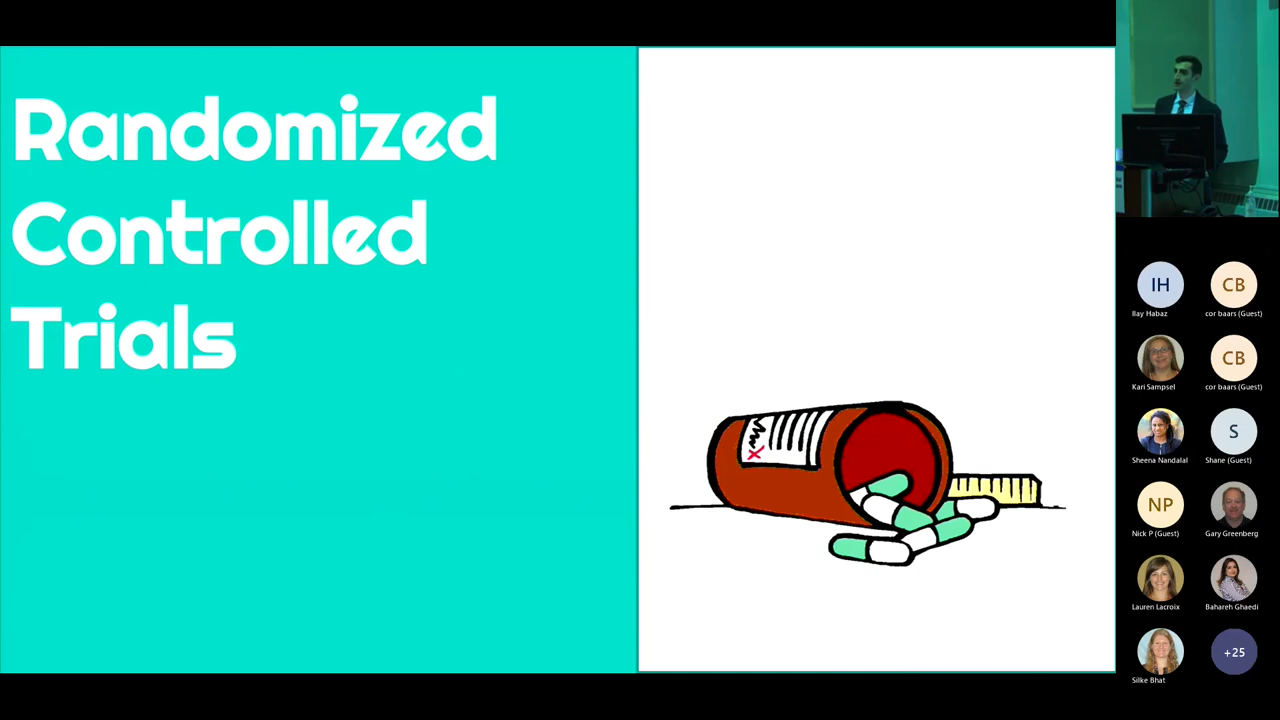 Randomized
Controlled
Trials
X
IH
Ilay Habaz
CB
cor baars (Guest)
Kari Sampsel
CB
cor baars (Guest)
Sheena Nandalal
S
Shane (Guest)
NP
Nick P (Guest)
Gary Greenberg
Lauren Lacroix
Bahareh Ghaedi
Silke Bhat
+25